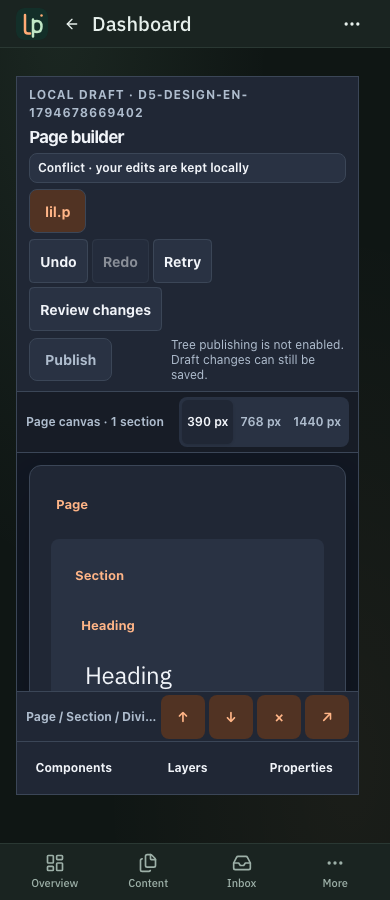 lp
← Dashboard
LOCAL DRAFT · D5-DESIGN-EN-
1794678669402
Page builder
Conflict · your edits are kept locally
lil.p
Undo Redo Retry
Review changes
Publish
Tree publishing is not enabled.
Draft changes can still be
saved.
Page canvas · 1 section
390 px 768 px 1440 px
Page
Section
Heading
Heading
Page / Section / Divi...
↑ ↓ × ↗
Components Layers Properties
Overview Content Inbox More